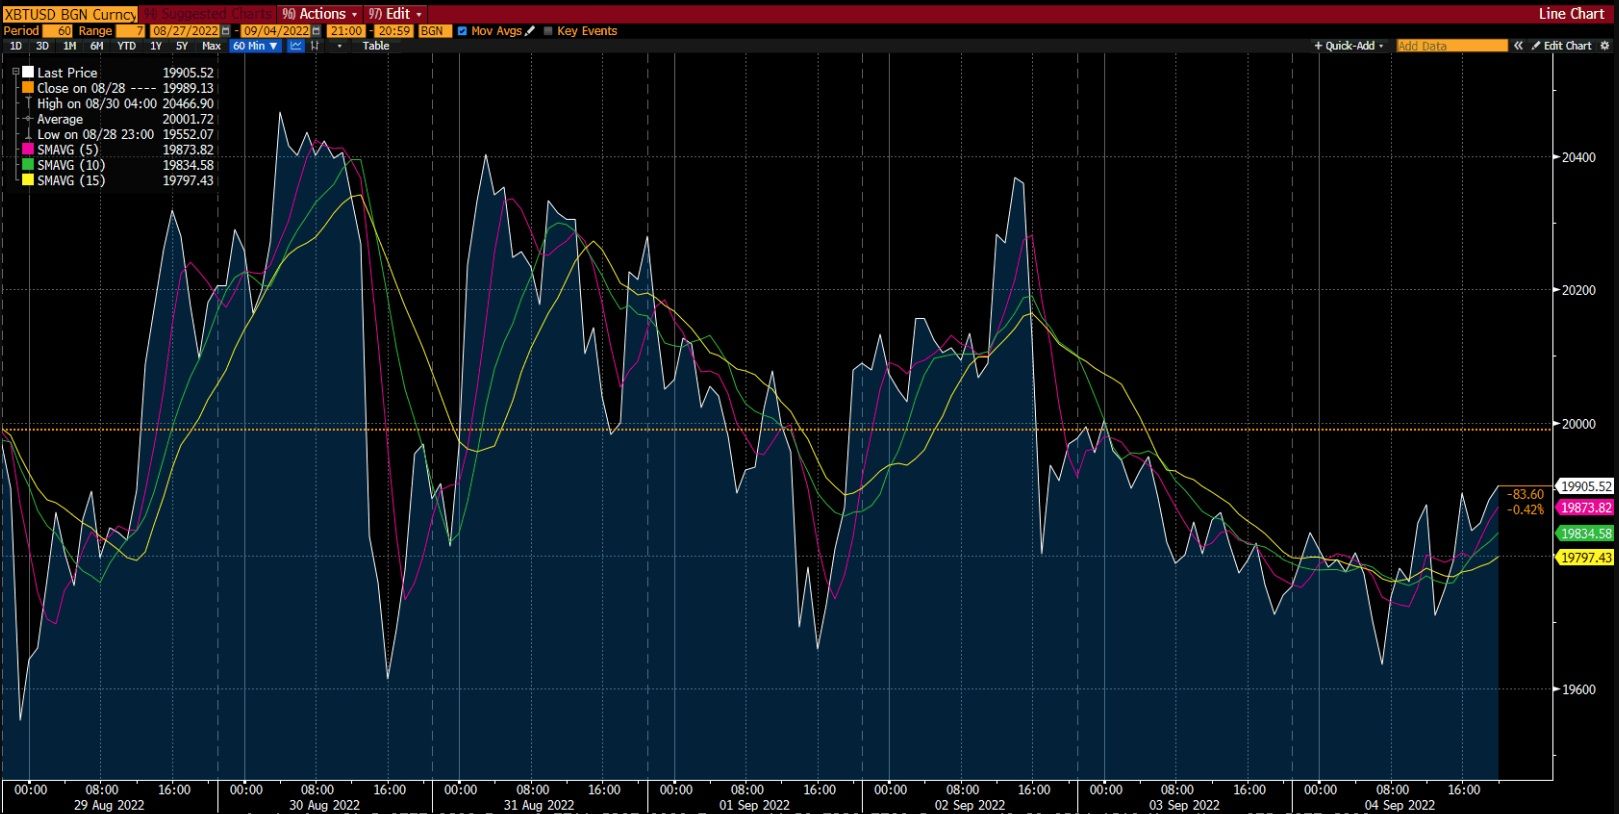 XBTUSD BGN Curncy 94) Suggested Charts 96) Actions 97) Edit Line Chart
Period 60 Range 7 08/27/2022 - 09/04/2022 21:00 - 20:59 BGN Mov Avgs Key Events
1D 3D 1M 6M YTD 1Y 5Y Max 60 Min Table + Quick-Add Add Data « Edit Chart
Last Price 19905.52
Close on 08/28 ---- 19989.13
High on 08/30 04:00 20466.90
Average 20001.72
Low on 08/28 23:00 19552.07
SMAVG (5) 19873.82
SMAVG (10) 19834.58
SMAVG (15) 19797.43
20400
20200
20000
19905.52
-83.60
-0.42%
19873.82
19834.58
19797.43
19600
00:00 08:00 16:00 00:00 08:00 16:00 00:00 08:00 16:00 00:00 08:00 16:00 00:00 08:00 16:00 00:00 08:00 16:00 00:00 08:00 16:00
29 Aug 2022 30 Aug 2022 31 Aug 2022 01 Sep 2022 02 Sep 2022 03 Sep 2022 04 Sep 2022